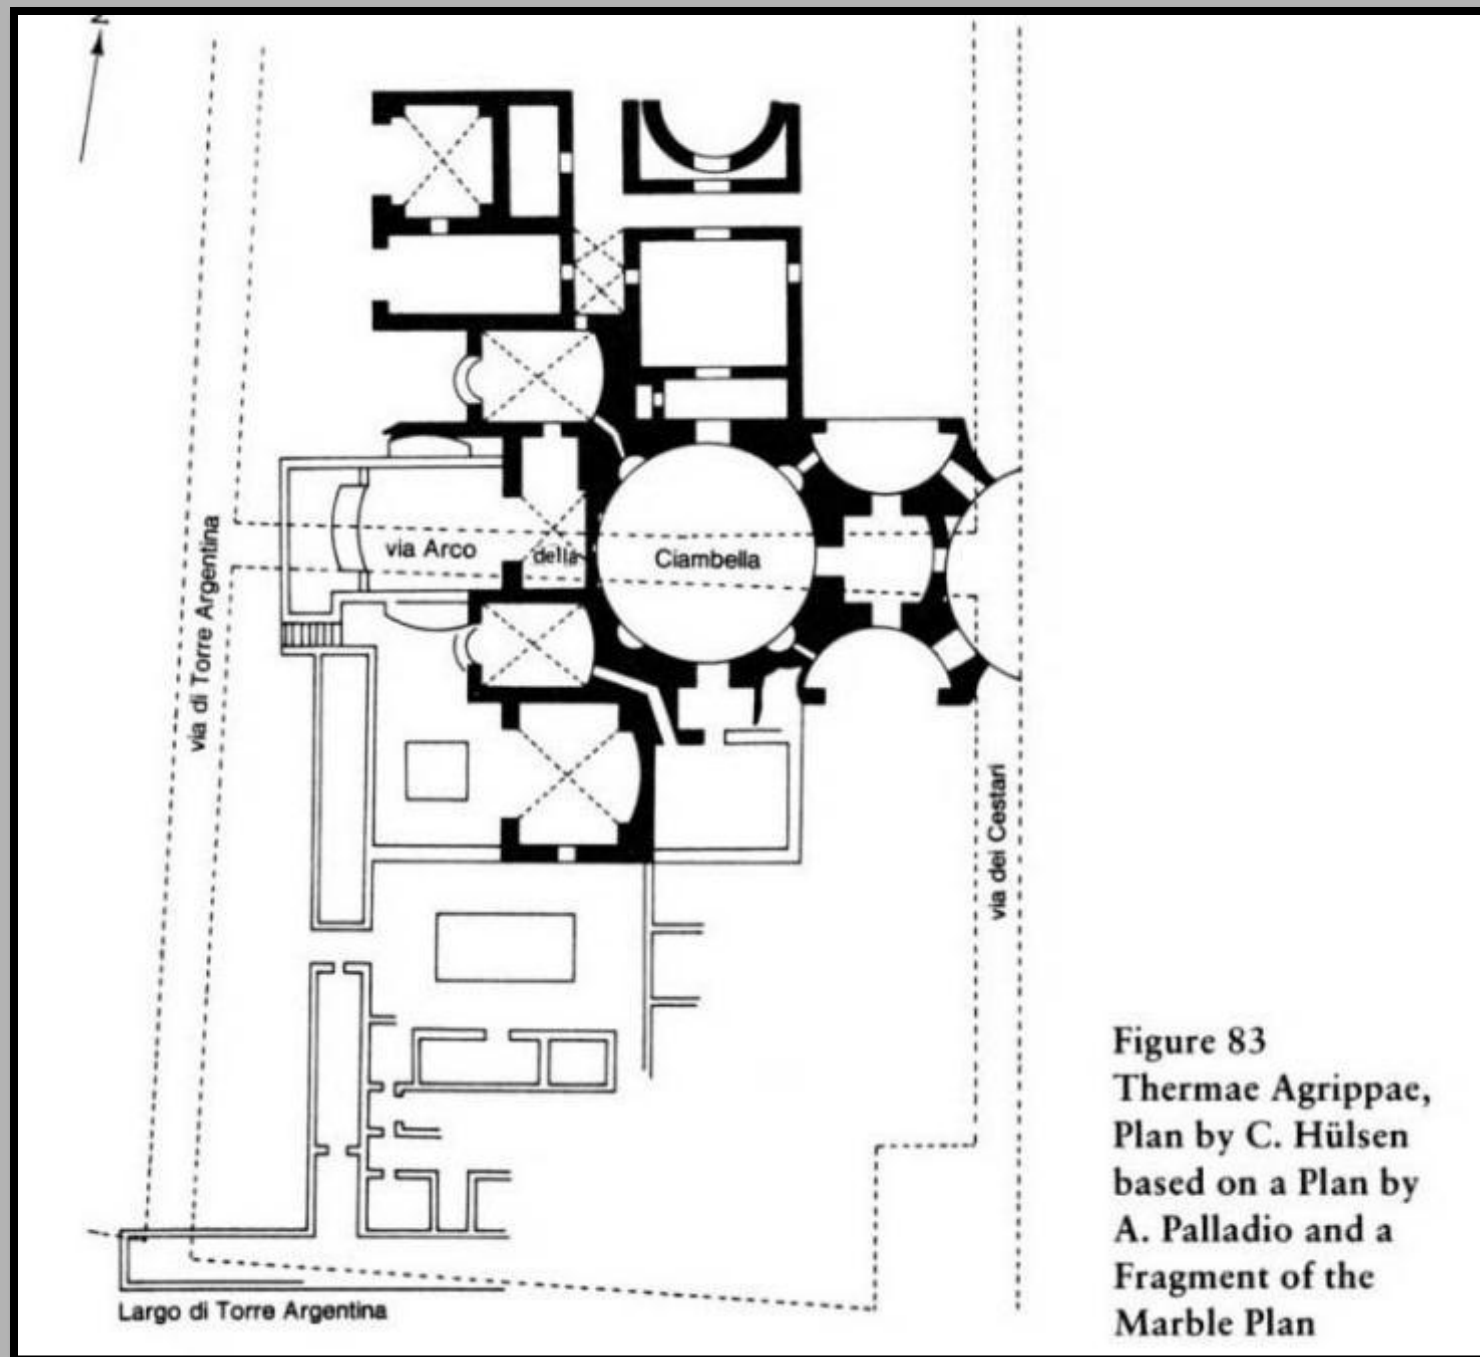 N
via di Torre Argentina
via Arco
della
Ciambella
via dei Cestari
Largo di Torre Argentina
Figure 83
Thermae Agrippae,
Plan by C. Hülsen
based on a Plan by
A. Palladio and a
Fragment of the
Marble Plan